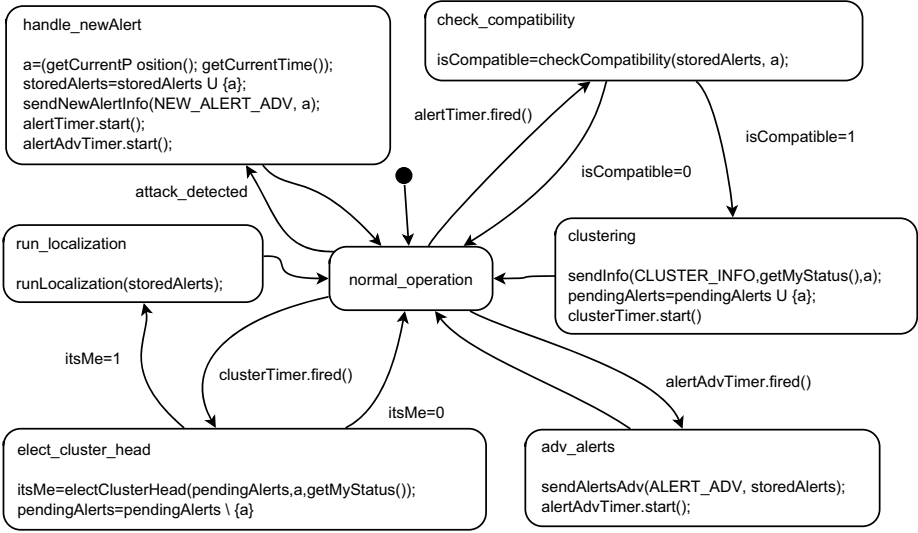 handle_newAlert
a=(getCurrentP osition(); getCurrentTime());
storedAlerts=storedAlerts U {a};
sendNewAlertInfo(NEW_ALERT_ADV, a);
alertTimer.start();
alertAdvTimer.start();
check_compatibility
isCompatible=checkCompatibility(storedAlerts, a);
alertTimer.fired()
isCompatible=1
isCompatible=0
attack_detected
run_localization
runLocalization(storedAlerts);
normal_operation
clustering
sendInfo(CLUSTER_INFO,getMyStatus(),a);
pendingAlerts=pendingAlerts U {a};
clusterTimer.start()
itsMe=1
clusterTimer.fired()
itsMe=0
alertAdvTimer.fired()
elect_cluster_head
itsMe=electClusterHead(pendingAlerts,a,getMyStatus());
pendingAlerts=pendingAlerts \ {a}
adv_alerts
sendAlertsAdv(ALERT_ADV, storedAlerts);
alertAdvTimer.start();